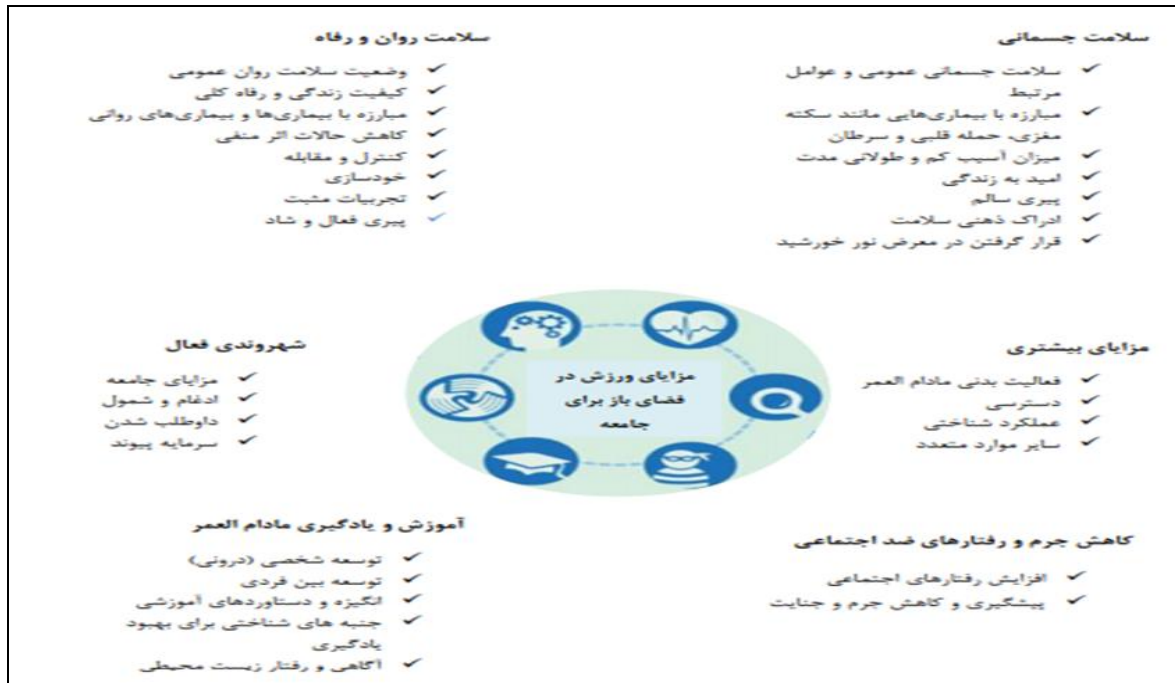 سلامت جسمانی
سلامت جسمانی عمومی و عوامل
مرتبط
مبارزه با بیماری‌هایی مانند سکته
مغزی، حمله قلبی و سرطان
میزان آسیب کم و طولانی مدت
امید به زندگی
پیری سالم
ادراک ذهنی سلامت
قرار گرفتن در معرض نور خورشید
سلامت روان و رفاه
وضعیت سلامت روان عمومی
کیفیت زندگی و رفاه کلی
مبارزه با بیماری‌ها و بیماری‌های روانی
کاهش حالات اثر منفی
کنترل و مقابله
خودسازی
تجربیات مثبت
پیری فعال و شاد
مزایای بیشتری
فعالیت بدنی مادام العمر
دسترسی
عملکرد شناختی
سایر موارد متعدد
مزایای ورزش در
فضای باز برای
جامعه
شهروندی فعال
مزایای جامعه
ادغام و شمول
داوطلب شدن
سرمایه پیوند
کاهش جرم و رفتارهای ضد اجتماعی
افزایش رفتارهای اجتماعی
پیشگیری و کاهش جرم و جنایت
آموزش و یادگیری مادام العمر
توسعه شخصی (درونی)
توسعه بین فردی
انگیزه و دستاوردهای آموزشی
جنبه های شناختی برای بهبود
یادگیری
آگاهی و رفتار زیست محیطی